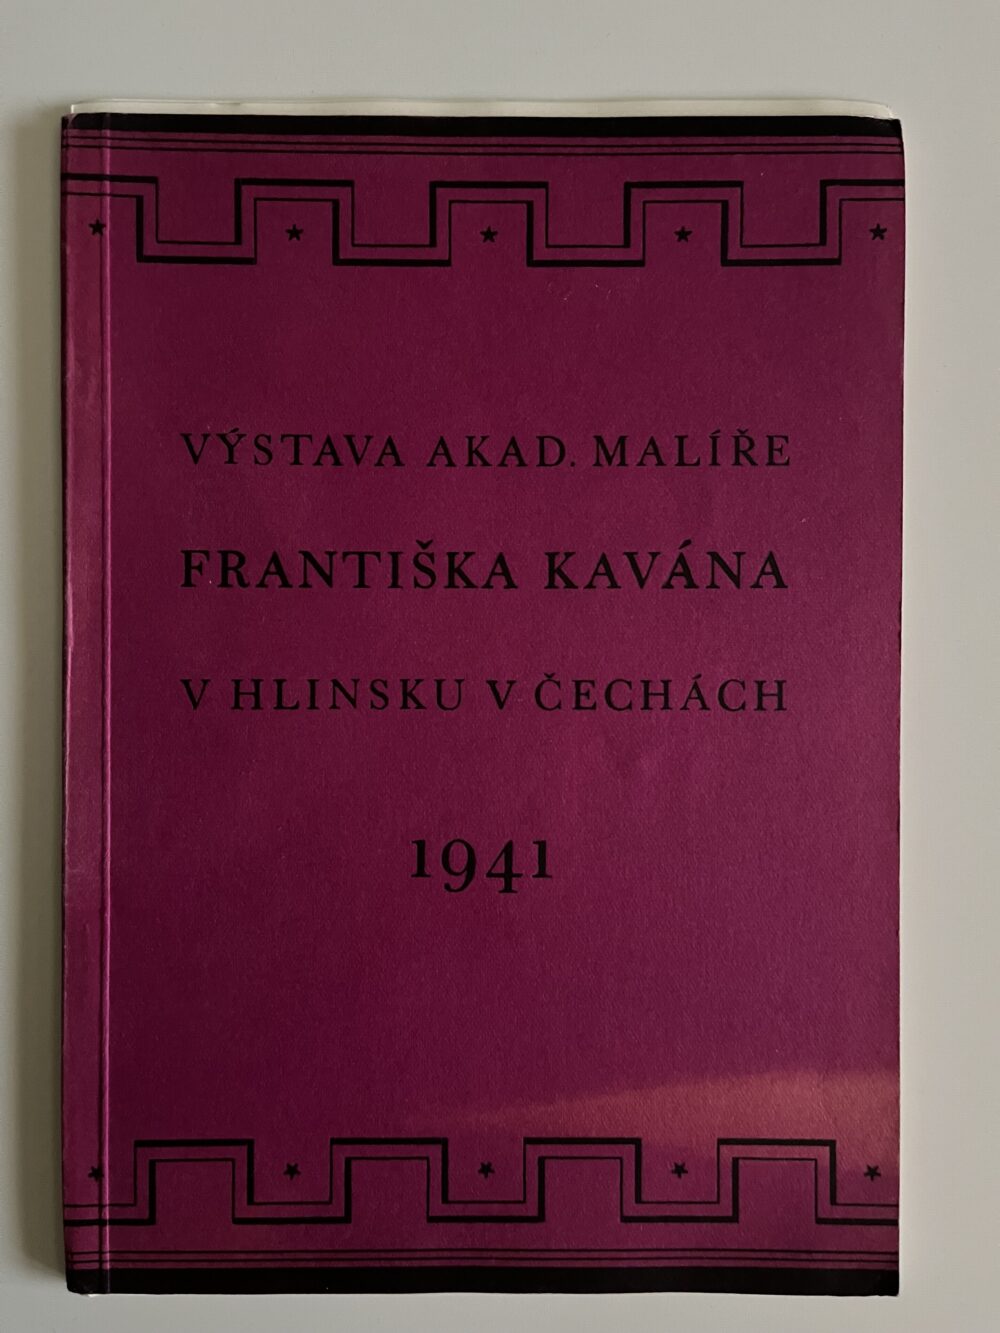 VÝSTAVA AKAD. MALÍŘE
FRANTIŠKA KAVÁNA
V HLINSKU V ČECHÁCH
1941